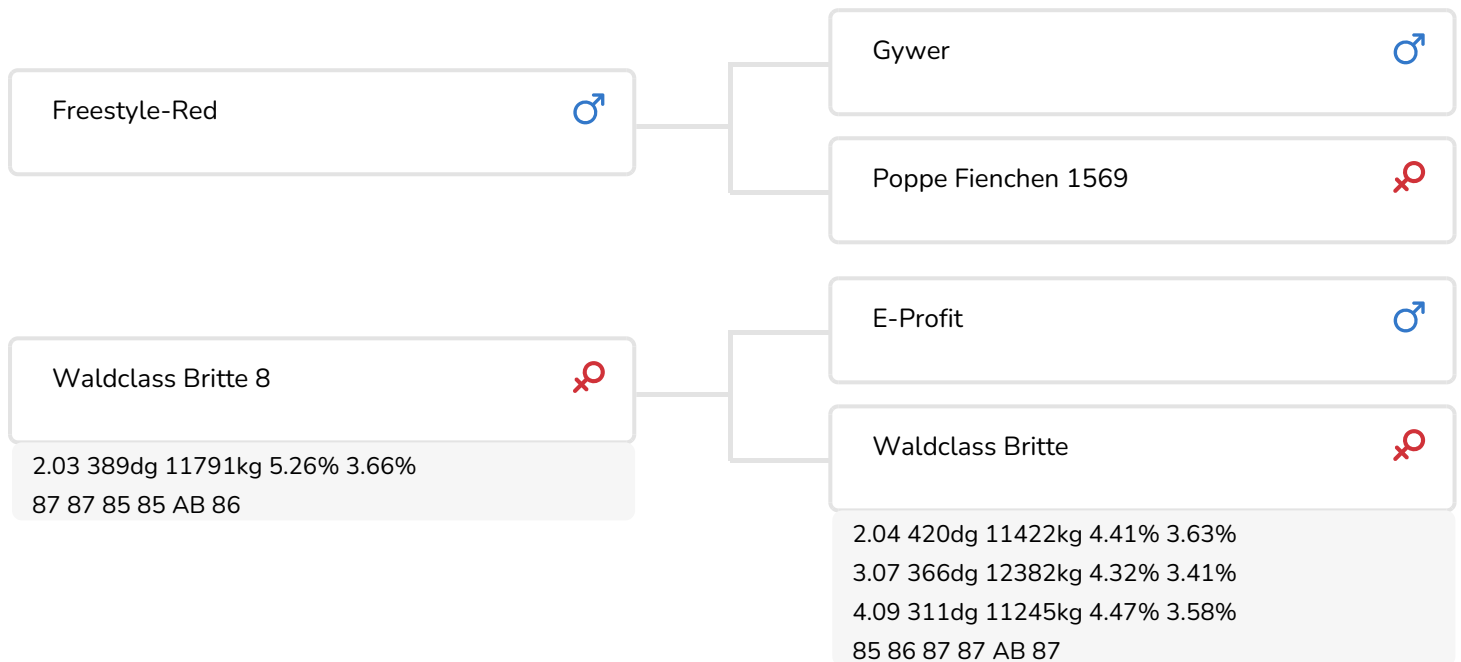 Gywer
Freestyle-Red
Poppe Fienchen 1569
E-Profit
Waldclass Britte 8
2.03 389dg 11791kg 5.26% 3.66%
87 87 85 85 AB 86
Waldclass Britte
2.04 420dg 11422kg 4.41% 3.63%
3.07 366dg 12382kg 4.32% 3.41%
4.09 311dg 11245kg 4.47% 3.58%
85 86 87 87 AB 87